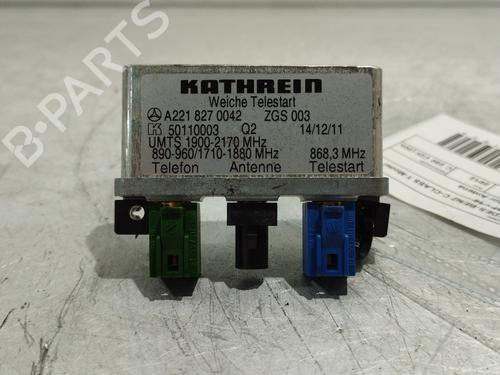 KATHREIN
Weiche Telestart
A221 827 0042 ZGS 003
K 50110003 Q2 14/12/11
UMTS 1900-2170 MHz
890-960/1710-1880 MHz 868,3 MHz
Telefon Antenne Telestart